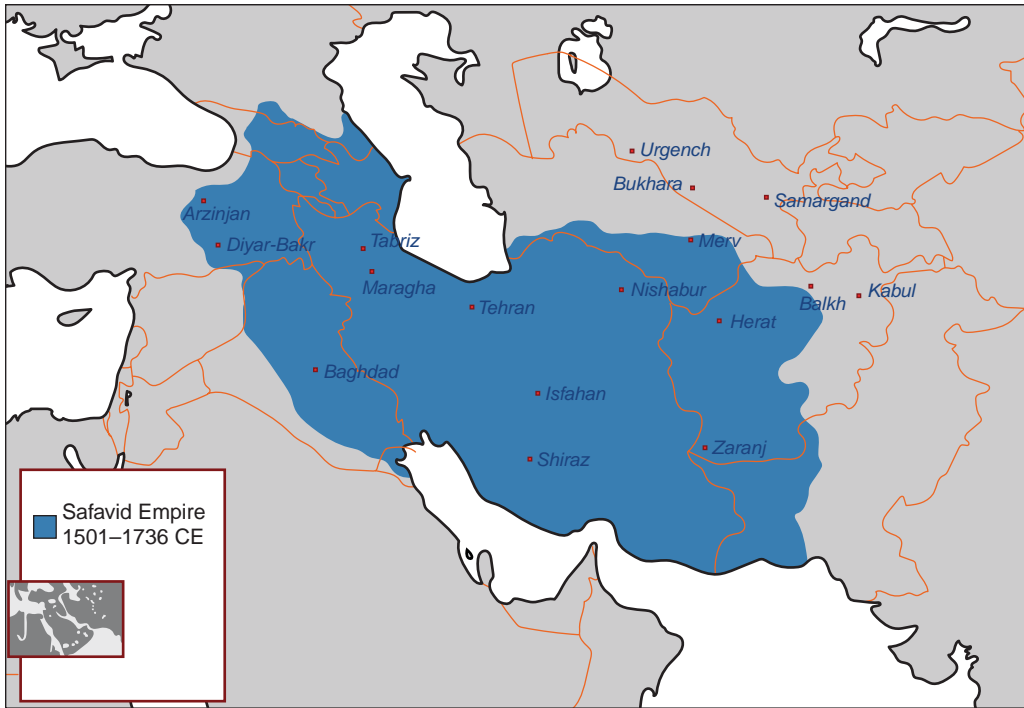 Urgench
Bukhara
Samargand
Arzinjan
Diyar-Bakr
Tabriz
Merv
Maragha
Nishabur
Balkh
Kabul
Tehran
Herat
Baghdad
Isfahan
Zaranj
Shiraz
Safavid Empire
1501–1736 CE